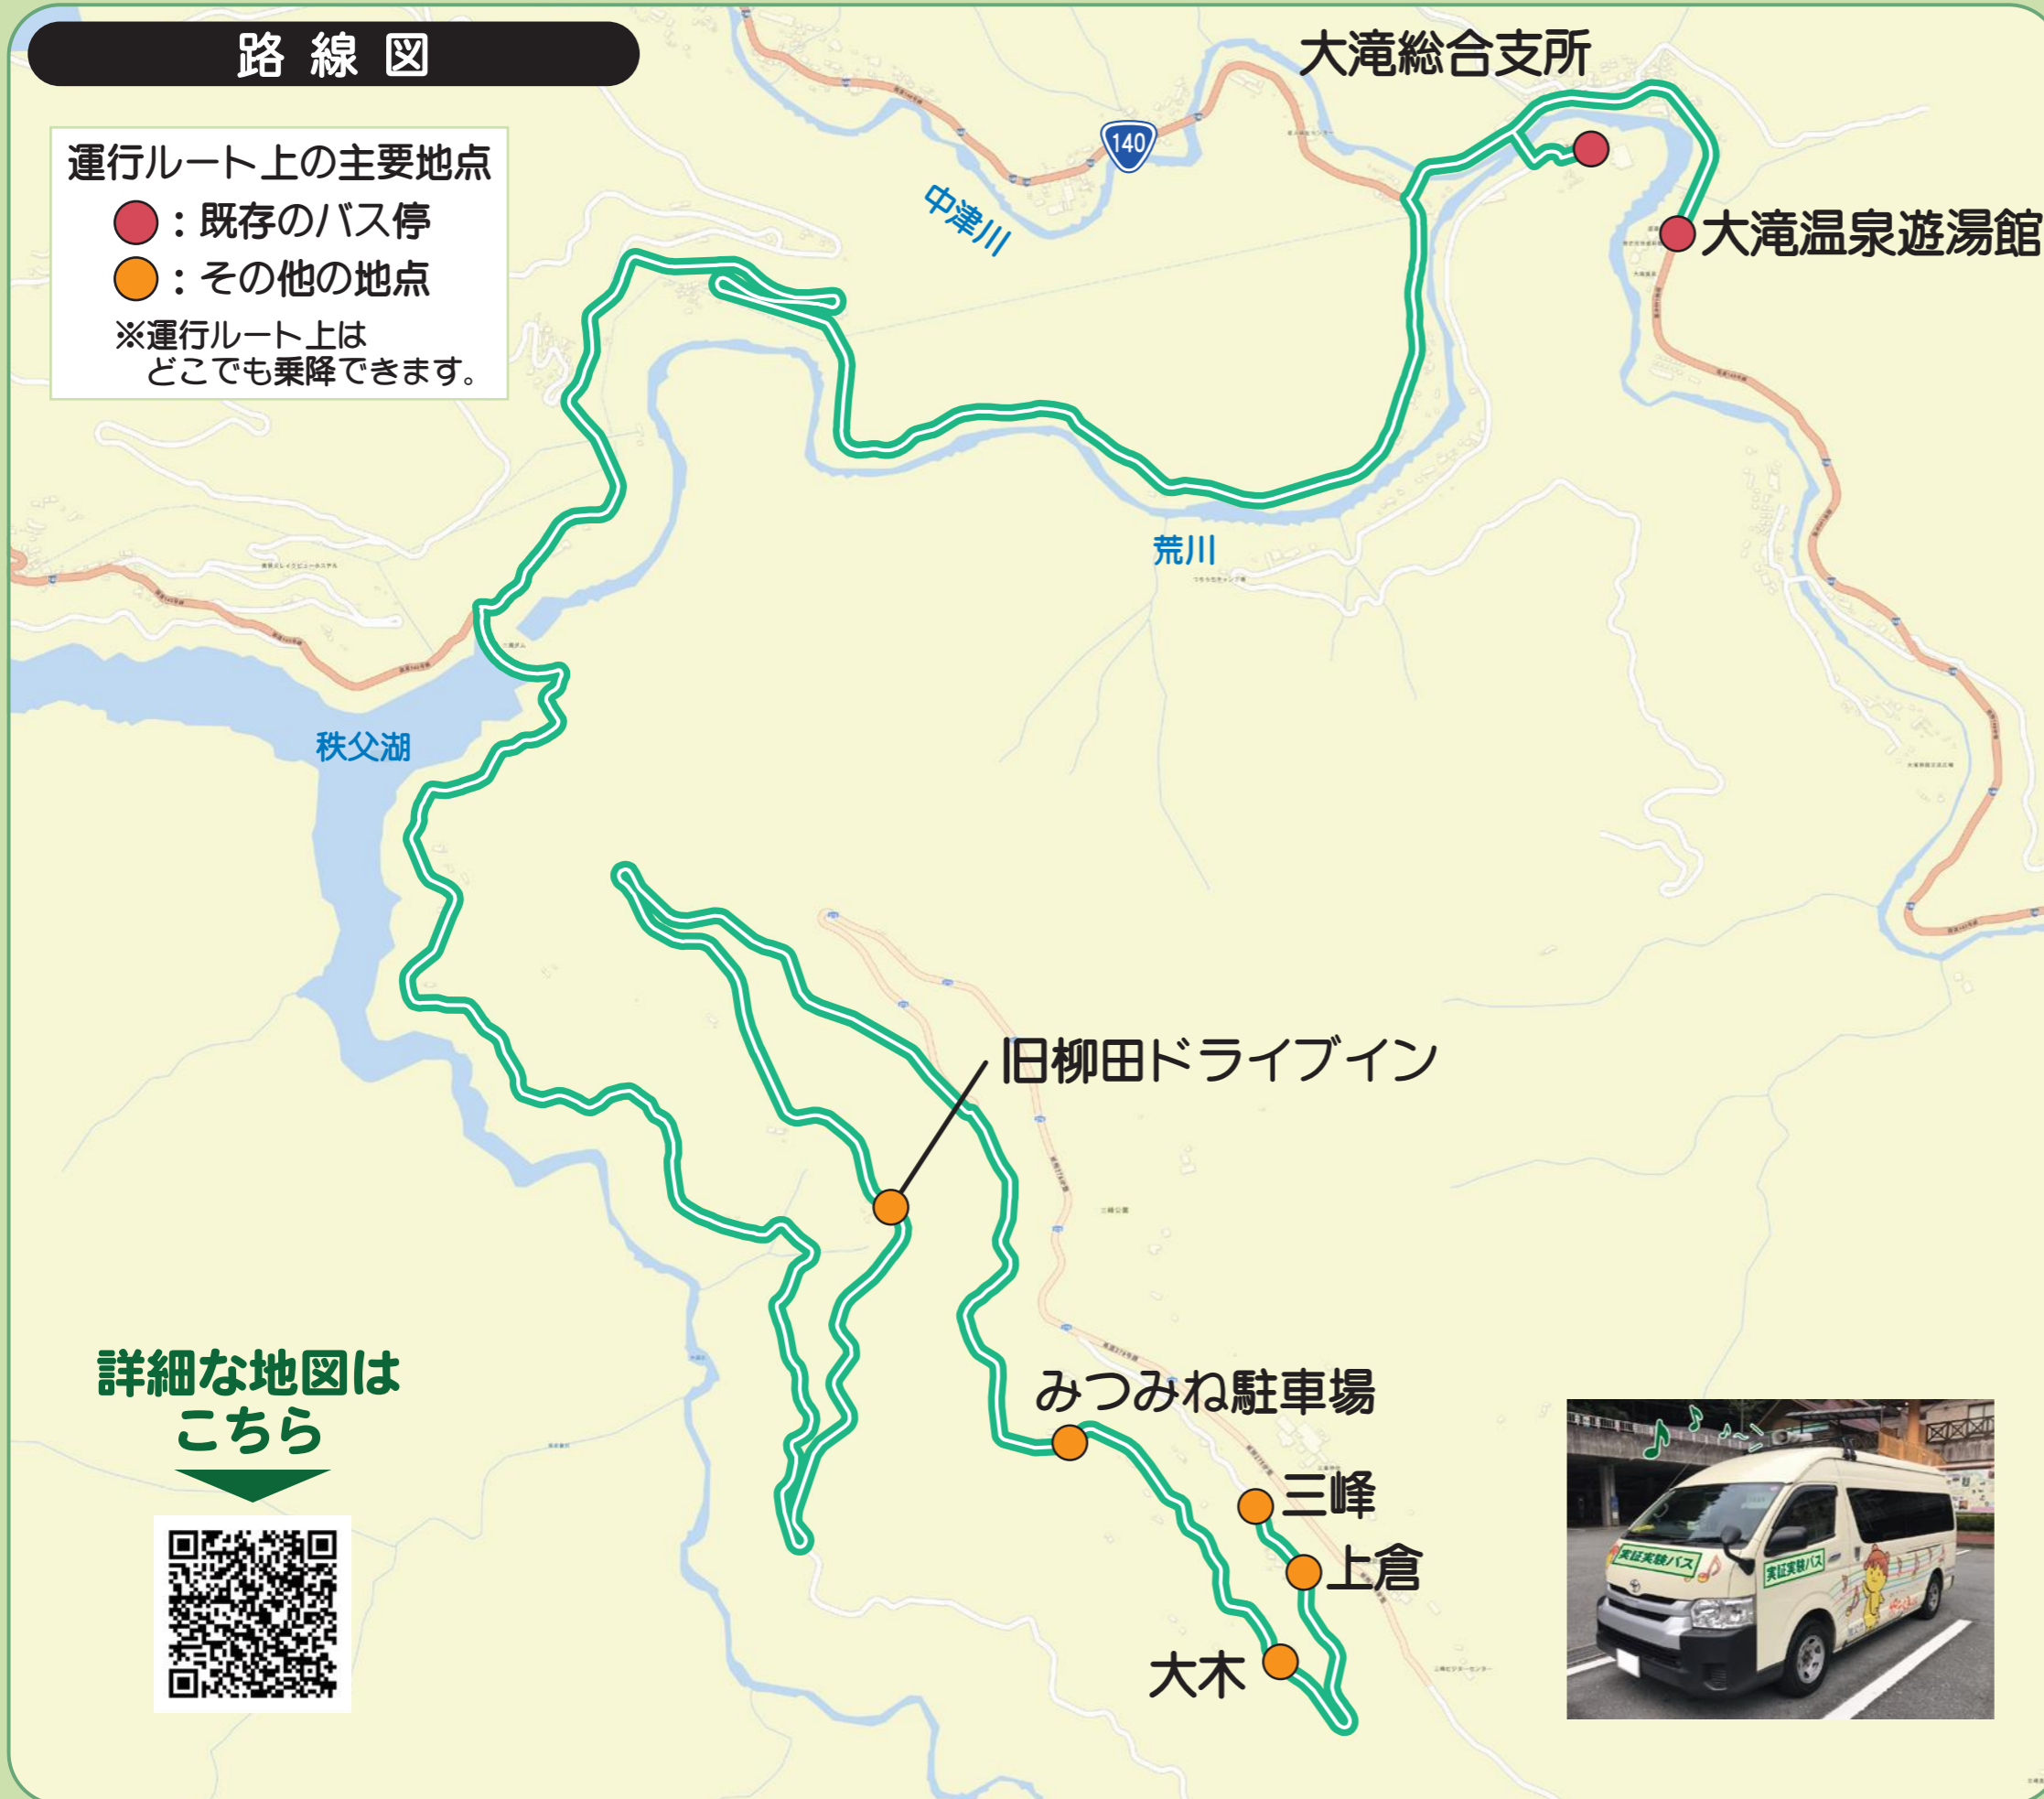 路線図
運行ルート上の主要地点
：既存のバス停
：その他の地点
※運行ルート上は
どこでも乗降できます。
大滝総合支所
140
中津川
大滝温泉遊湯館
荒川
秩父湖
旧柳田ドライブイン
みつみね駐車場
三峰
上倉
大木
詳細な地図は
こちら
実証実験バス
実証実験バス